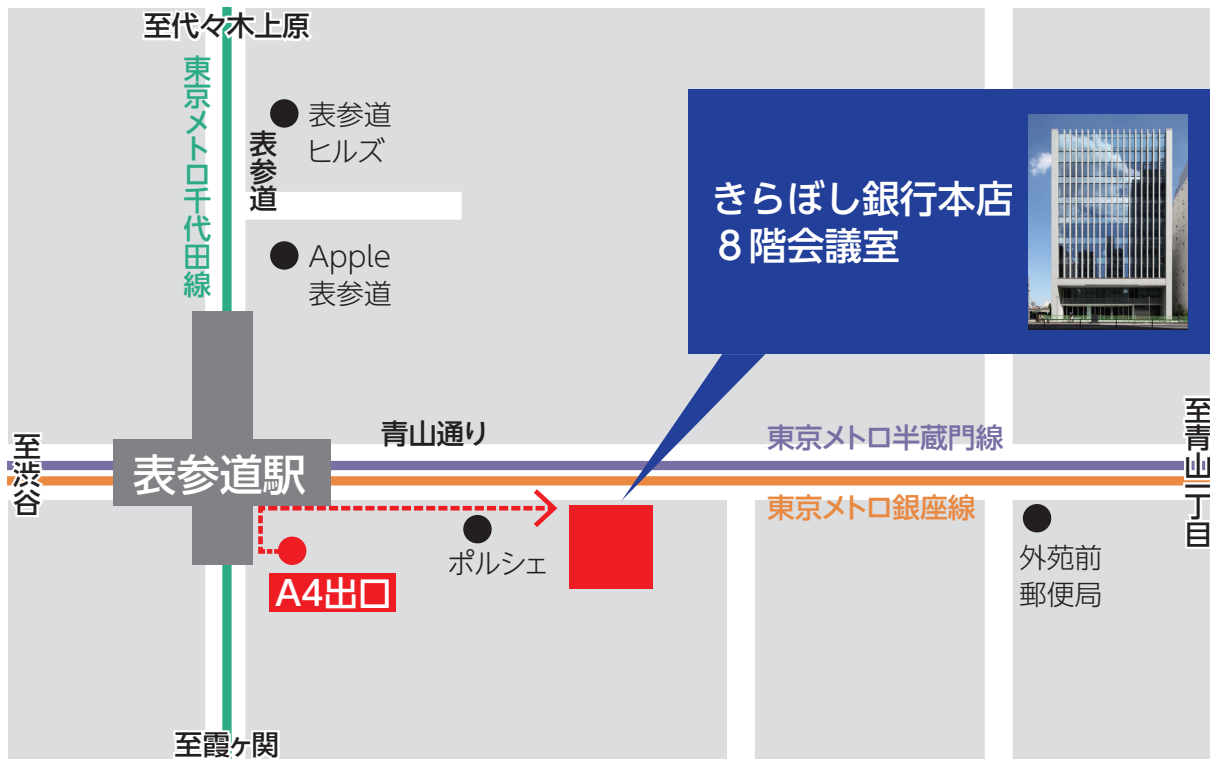 至代々木上原
東京メトロ千代田線
表参道
ヒルズ
表参道
Apple
表参道
きらぼし銀行本店
８階会議室
至渋谷
表参道駅
青山通り
東京メトロ半蔵門線
東京メトロ銀座線
至青山一丁目
A4出口
ポルシェ
外苑前
郵便局
至霞ヶ関